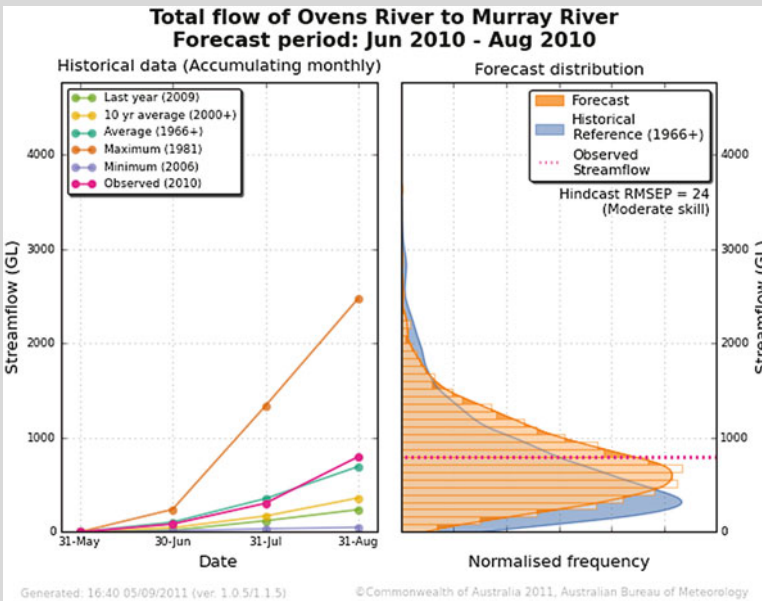 Total flow of Ovens River to Murray River
Forecast period: Jun 2010 - Aug 2010
Historical data (Accumulating monthly)
Last year (2009)
10 yr average (2000+)
Average (1966+)
Maximum (1981)
Minimum (2006)
Observed (2010)
Streamflow (GL)
4000
3000
2000
1000
0
31-May
30-Jun
31-Jul
31-Aug
Date
Forecast distribution
Forecast
Historical
Reference (1966+)
Observed
Streamflow
Hindcast RMSEP = 24
(Moderate skill)
4000
3000
2000
1000
0
Streamflow (GL)
Normalised frequency
Generated: 16:40 05/09/2011 (ver. 1.0.5/1.1.5)
©Commonwealth of Australia 2011, Australian Bureau of Meteorology